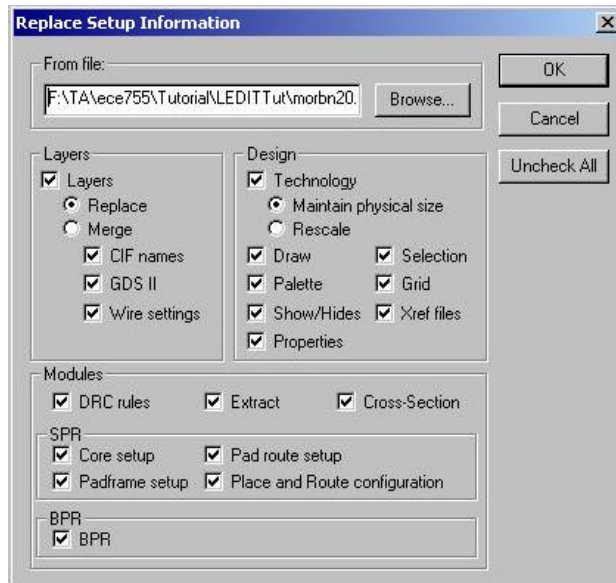 Replace Setup Information
From file:
F:\TA\ece755\Tutorial\LEDITTut\morbn20.
Browse...
OK
Cancel
Uncheck All
Layers
Layers
Replace
Merge
CIF names
GDS II
Wire settings
Design
Technology
Maintain physical size
Rescale
Draw
Selection
Palette
Grid
Show/Hides
Xref files
Properties
Modules
DRC rules
Extract
Cross-Section
SPR
Core setup
Pad route setup
Padframe setup
Place and Route configuration
BPR
BPR